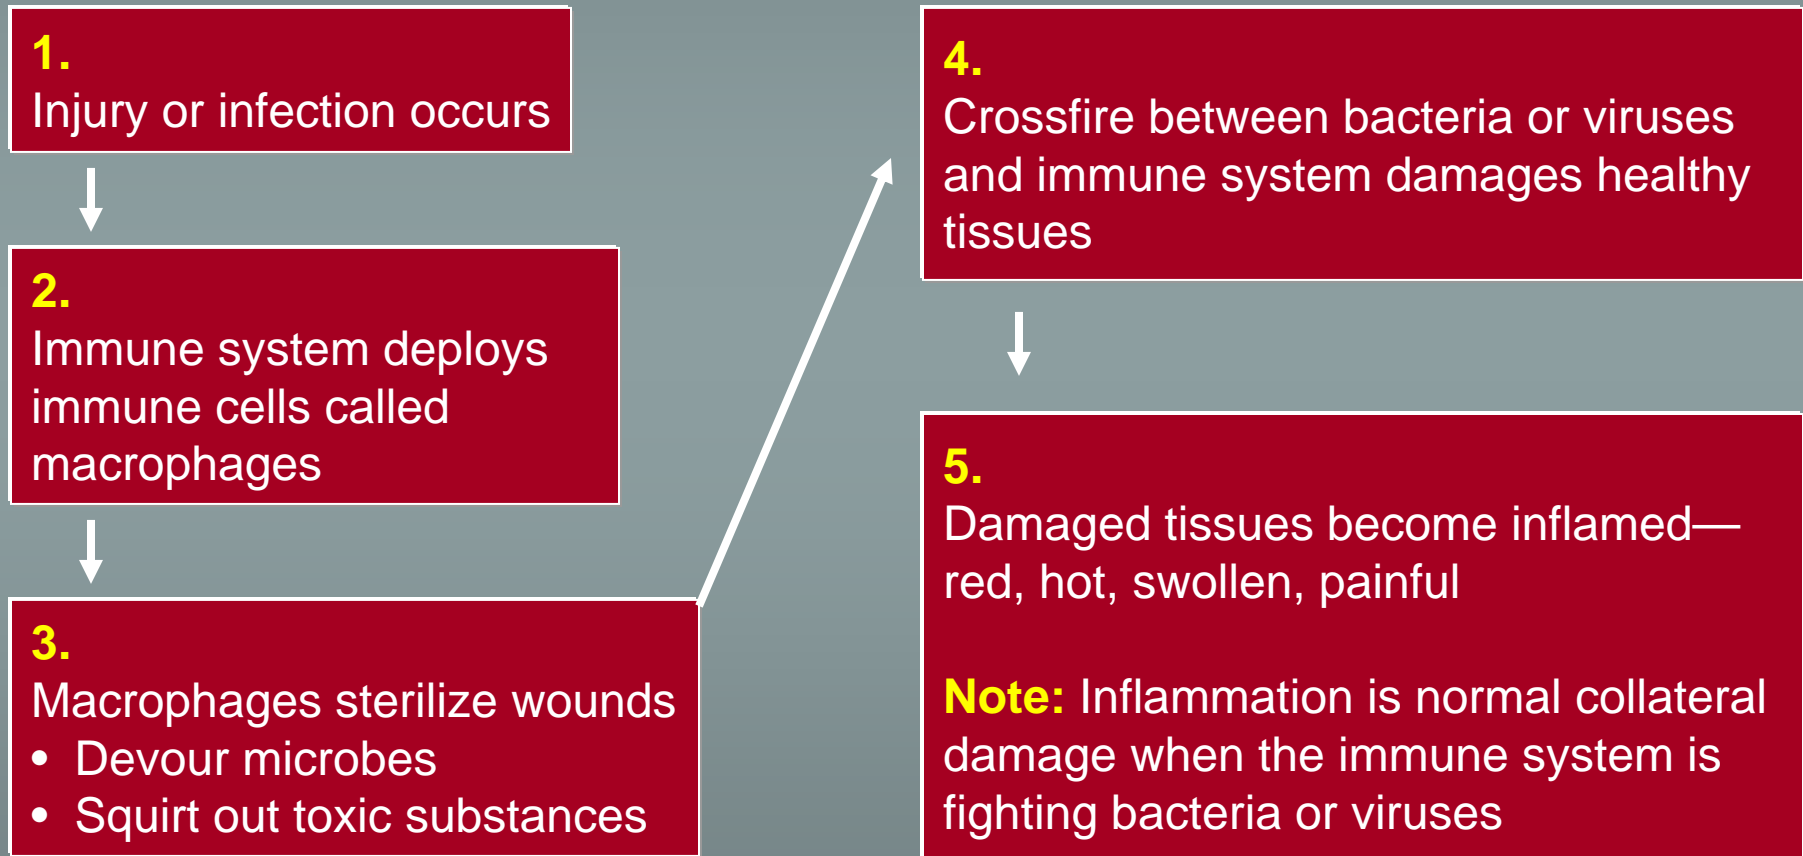 1.
Injury or infection occurs
2.
Immune system deploys
immune cells called
macrophages
3.
Macrophages sterilize wounds
• Devour microbes
• Squirt out toxic substances
4.
Crossfire between bacteria or viruses
and immune system damages healthy
tissues
5.
Damaged tissues become inflamed—
red, hot, swollen, painful
Note: Inflammation is normal collateral
damage when the immune system is
fighting bacteria or viruses